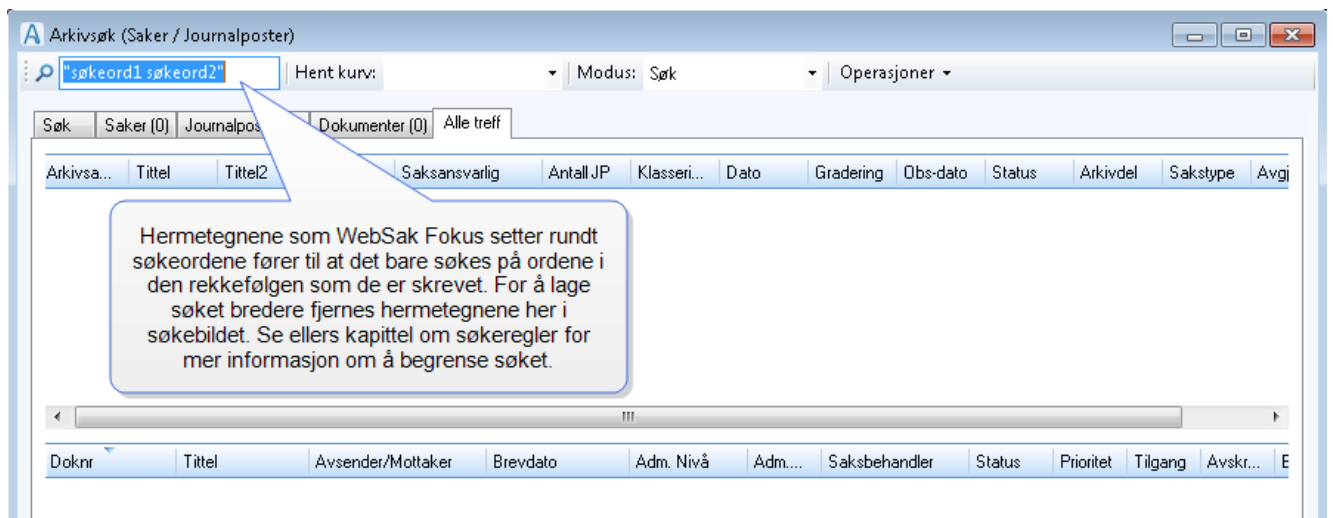 Arkivsøk (Saker / Journalposter)
"søkeord1 søkeord2" Hent kurv: Modus: Søk Operasjoner
Søk Saker (0) Journalpos Dokumenter (0) Alle treff
Arkivsa... Tittel Tittel2 Saksansvarlig Antall JP Klasseri... Dato Gradering Obs-dato Status Arkivdel Sakstype Avgj
Hermetegnene som WebSak Fokus setter rundt
søkeordene fører til at det bare søkes på ordene i
den rekkefølgen som de er skrevet. For å lage
søket bredere fjernes hermetegnene her i
søkebildet. Se ellers kapittel om søkeregler for
mer informasjon om å begrense søket.
Doknr Tittel Avsender/Mottaker Brevdato Adm. Nivå Adm.... Saksbehandler Status Prioritet Tilgang Avskr... E